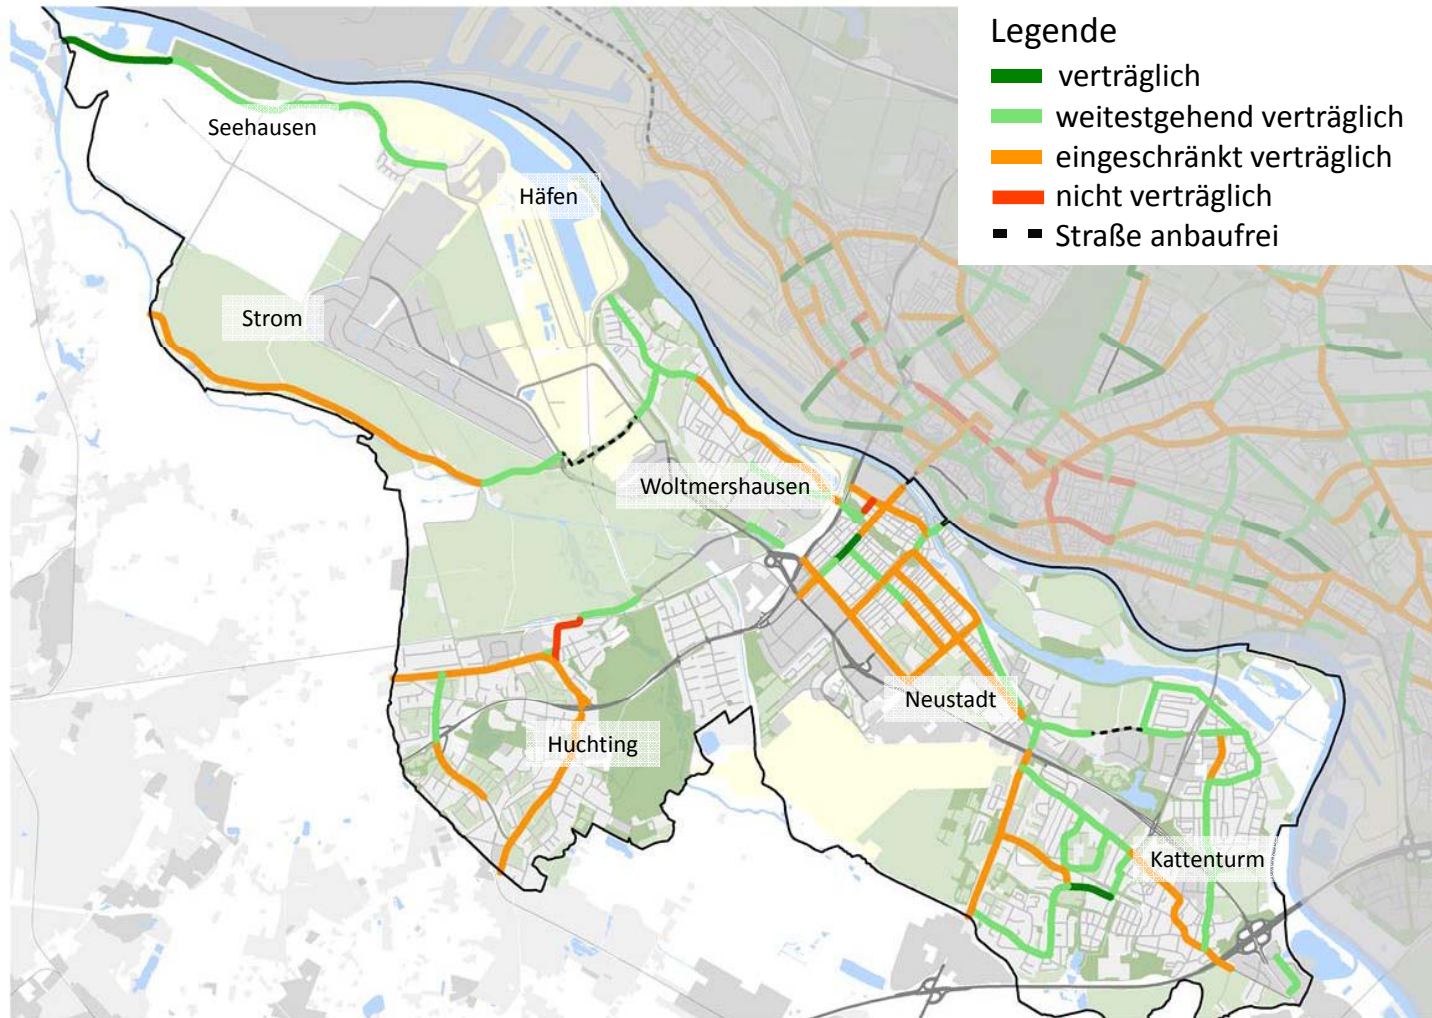 Legende
verträglich
weitestgehend verträglich
eingeschränkt verträglich
nicht verträglich
Straße anbaufrei
Seehausen
Häfen
Strom
Woltmershausen
Neustadt
Huchting
Kattenturm